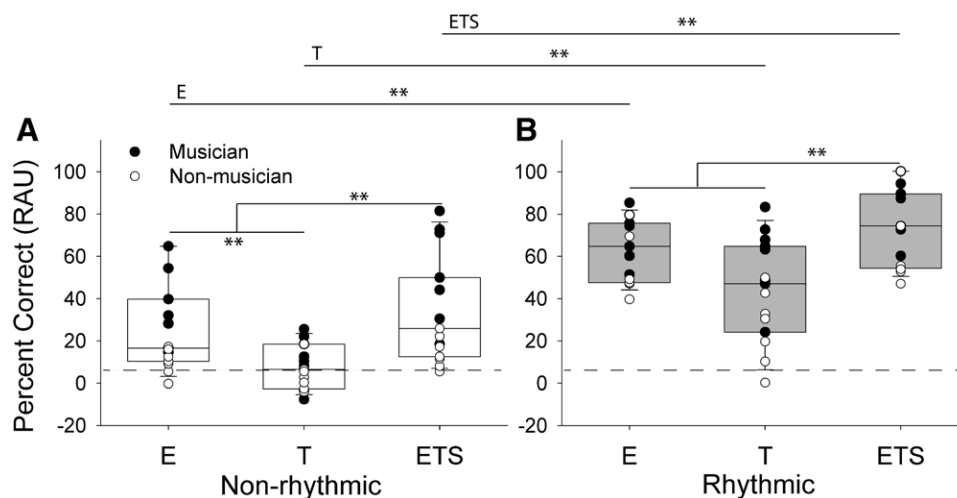 ETS **
T **
E **
A B
Musician
Non-musician
** ** **
Percent Correct (RAU)
100 100
80 80
60 60
40 40
20 20
0 0
-20 -20
E T ETS E T ETS
Non-rhythmic Rhythmic